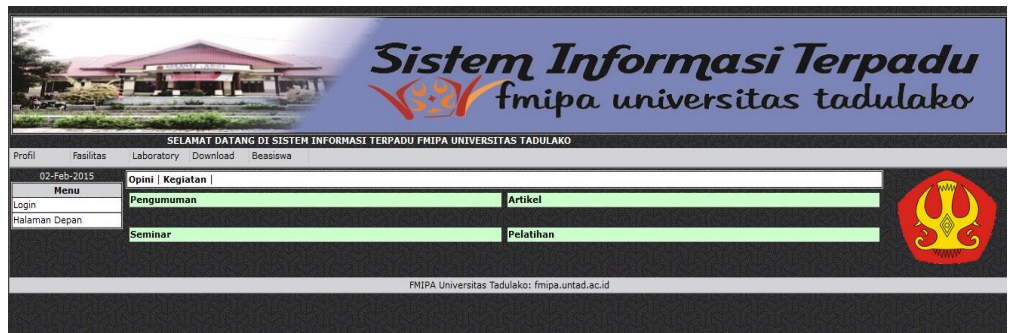 Sistem Informasi Terpadu
fmipa universitas tadulako
SELAMAT DATANG DI SISTEM INFORMASI TERPADU FMIPA UNIVERSITAS TADULAKO
Profil Fasilitas Laboratory Download Beasiswa
02-Feb-2015
Menu
Login
Halaman Depan
Opini | Kegiatan |
Pengumuman Artikel
Seminar Pelatihan
FMIPA Universitas Tadulako: fmipa.untad.ac.id